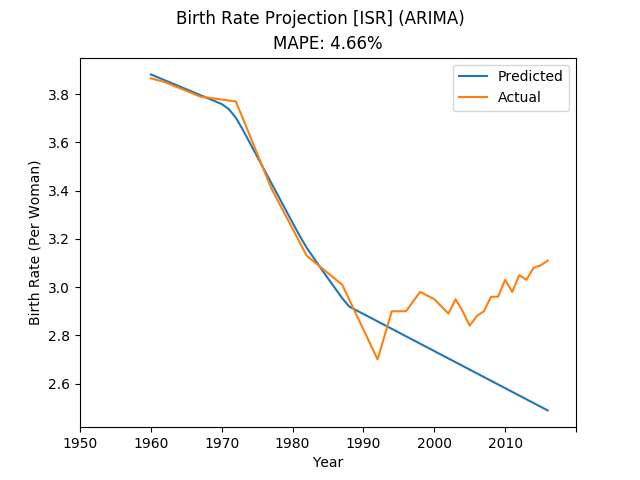 Birth Rate Projection [ISR] (ARIMA)
MAPE: 4.66%
Predicted
Actual
3.8
3.6
3.4
3.2
3.0
2.8
2.6
Birth Rate (Per Woman)
1950 1960 1970 1980 1990 2000 2010
Year